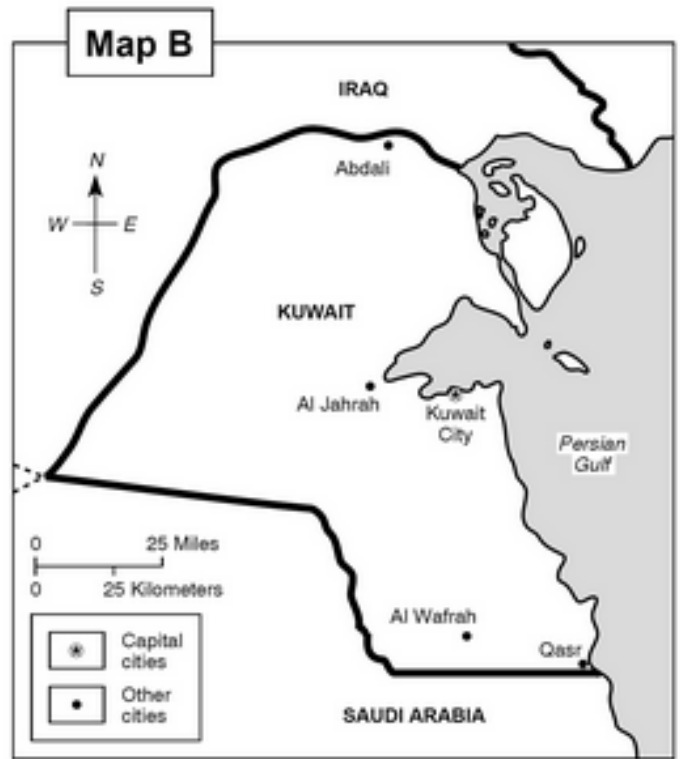 Map B
IRAQ
Abdali
N
W E
S
KUWAIT
Al Jahrah
Kuwait
City
Persian
Gulf
0 25 Miles
0 25 Kilometers
Al Wafrah
Qasr
Capital
cities
Other
cities
SAUDI ARABIA